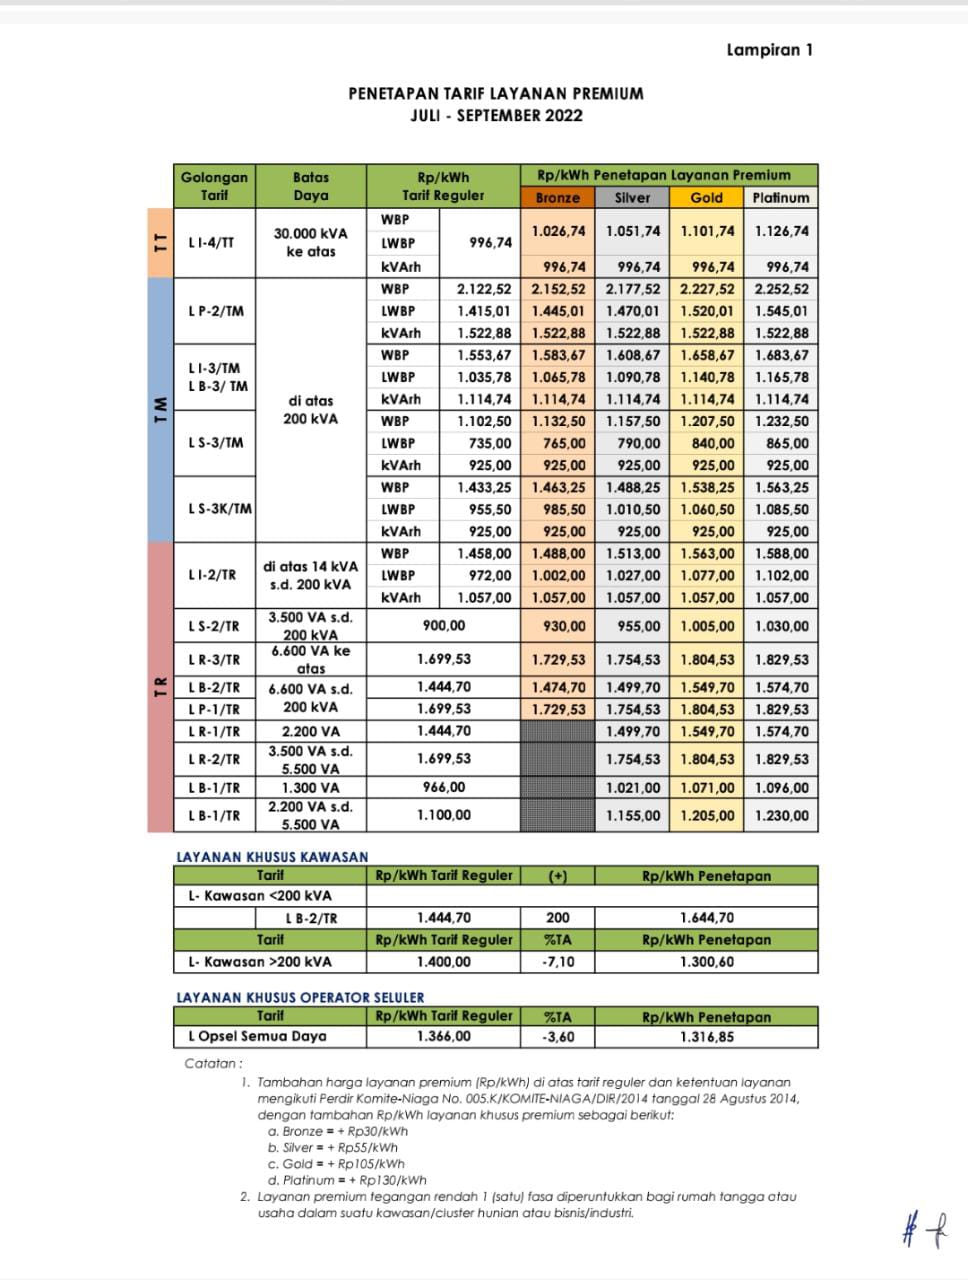 Lampiran 1
PENETAPAN TARIF LAYANAN PREMIUM
JULI - SEPTEMBER 2022
Golongan Tarif | Batas Daya | Rp/kWh Tarif Reguler | Rp/kWh Penetapan Layanan Premium
Bronze | Silver | Gold | Platinum
TT
L I-4/TT | 30.000 kVA ke atas | WBP LWBP | 996,74 | 1.026,74 | 1.051,74 | 1.101,74 | 1.126,74
kVArh | 996,74 | 996,74 | 996,74 | 996,74
TM
di atas 200 kVA
L P-2/TM | WBP | 2.122,52 | 2.152,52 | 2.177,52 | 2.227,52 | 2.252,52
LWBP | 1.415,01 | 1.445,01 | 1.470,01 | 1.520,01 | 1.545,01
kVArh | 1.522,88 | 1.522,88 | 1.522,88 | 1.522,88 | 1.522,88
L I-3/TM L B-3/ TM | WBP | 1.553,67 | 1.583,67 | 1.608,67 | 1.658,67 | 1.683,67
LWBP | 1.035,78 | 1.065,78 | 1.090,78 | 1.140,78 | 1.165,78
kVArh | 1.114,74 | 1.114,74 | 1.114,74 | 1.114,74 | 1.114,74
L S-3/TM | WBP | 1.102,50 | 1.132,50 | 1.157,50 | 1.207,50 | 1.232,50
LWBP | 735,00 | 765,00 | 790,00 | 840,00 | 865,00
kVArh | 925,00 | 925,00 | 925,00 | 925,00 | 925,00
L S-3K/TM | WBP | 1.433,25 | 1.463,25 | 1.488,25 | 1.538,25 | 1.563,25
LWBP | 955,50 | 985,50 | 1.010,50 | 1.060,50 | 1.085,50
kVArh | 925,00 | 925,00 | 925,00 | 925,00 | 925,00
TR
L I-2/TR | di atas 14 kVA s.d. 200 kVA | WBP | 1.458,00 | 1.488,00 | 1.513,00 | 1.563,00 | 1.588,00
LWBP | 972,00 | 1.002,00 | 1.027,00 | 1.077,00 | 1.102,00
kVArh | 1.057,00 | 1.057,00 | 1.057,00 | 1.057,00 | 1.057,00
L S-2/TR | 3.500 VA s.d. 200 kVA | 900,00 | 930,00 | 955,00 | 1.005,00 | 1.030,00
L R-3/TR | 6.600 VA ke atas | 1.699,53 | 1.729,53 | 1.754,53 | 1.804,53 | 1.829,53
L B-2/TR | 6.600 VA s.d. 200 kVA | 1.444,70 | 1.474,70 | 1.499,70 | 1.549,70 | 1.574,70
L P-1/TR | 1.699,53 | 1.729,53 | 1.754,53 | 1.804,53 | 1.829,53
L R-1/TR | 2.200 VA | 1.444,70 | 1.499,70 | 1.549,70 | 1.574,70
L R-2/TR | 3.500 VA s.d. 5.500 VA | 1.699,53 | 1.754,53 | 1.804,53 | 1.829,53
L B-1/TR | 1.300 VA | 966,00 | 1.021,00 | 1.071,00 | 1.096,00
L B-1/TR | 2.200 VA s.d. 5.500 VA | 1.100,00 | 1.155,00 | 1.205,00 | 1.230,00
LAYANAN KHUSUS KAWASAN
Tarif | Rp/kWh Tarif Reguler | (+) | Rp/kWh Penetapan
L- Kawasan <200 kVA
L B-2/TR | 1.444,70 | 200 | 1.644,70
Tarif | Rp/kWh Tarif Reguler | %TA | Rp/kWh Penetapan
L- Kawasan >200 kVA | 1.400,00 | -7,10 | 1.300,60
LAYANAN KHUSUS OPERATOR SELULER
Tarif | Rp/kWh Tarif Reguler | %TA | Rp/kWh Penetapan
L Opsel Semua Daya | 1.366,00 | -3,60 | 1.316,85
Catatan :
1. Tambahan harga layanan premium (Rp/kWh) di atas tarif reguler dan ketentuan layanan
mengikuti Perdir Komite-Niaga No. 005.K/KOMITE-NIAGA/DIR/2014 tanggal 28 Agustus 2014,
dengan tambahan Rp/kWh layanan khusus premium sebagai berikut:
a. Bronze = + Rp30/kWh
b. Silver = + Rp55/kWh
c. Gold = + Rp105/kWh
d. Platinum = + Rp130/kWh
2. Layanan premium tegangan rendah 1 (satu) fasa diperuntukkan bagi rumah tangga atau
usaha dalam suatu kawasan/cluster hunian atau bisnis/industri.